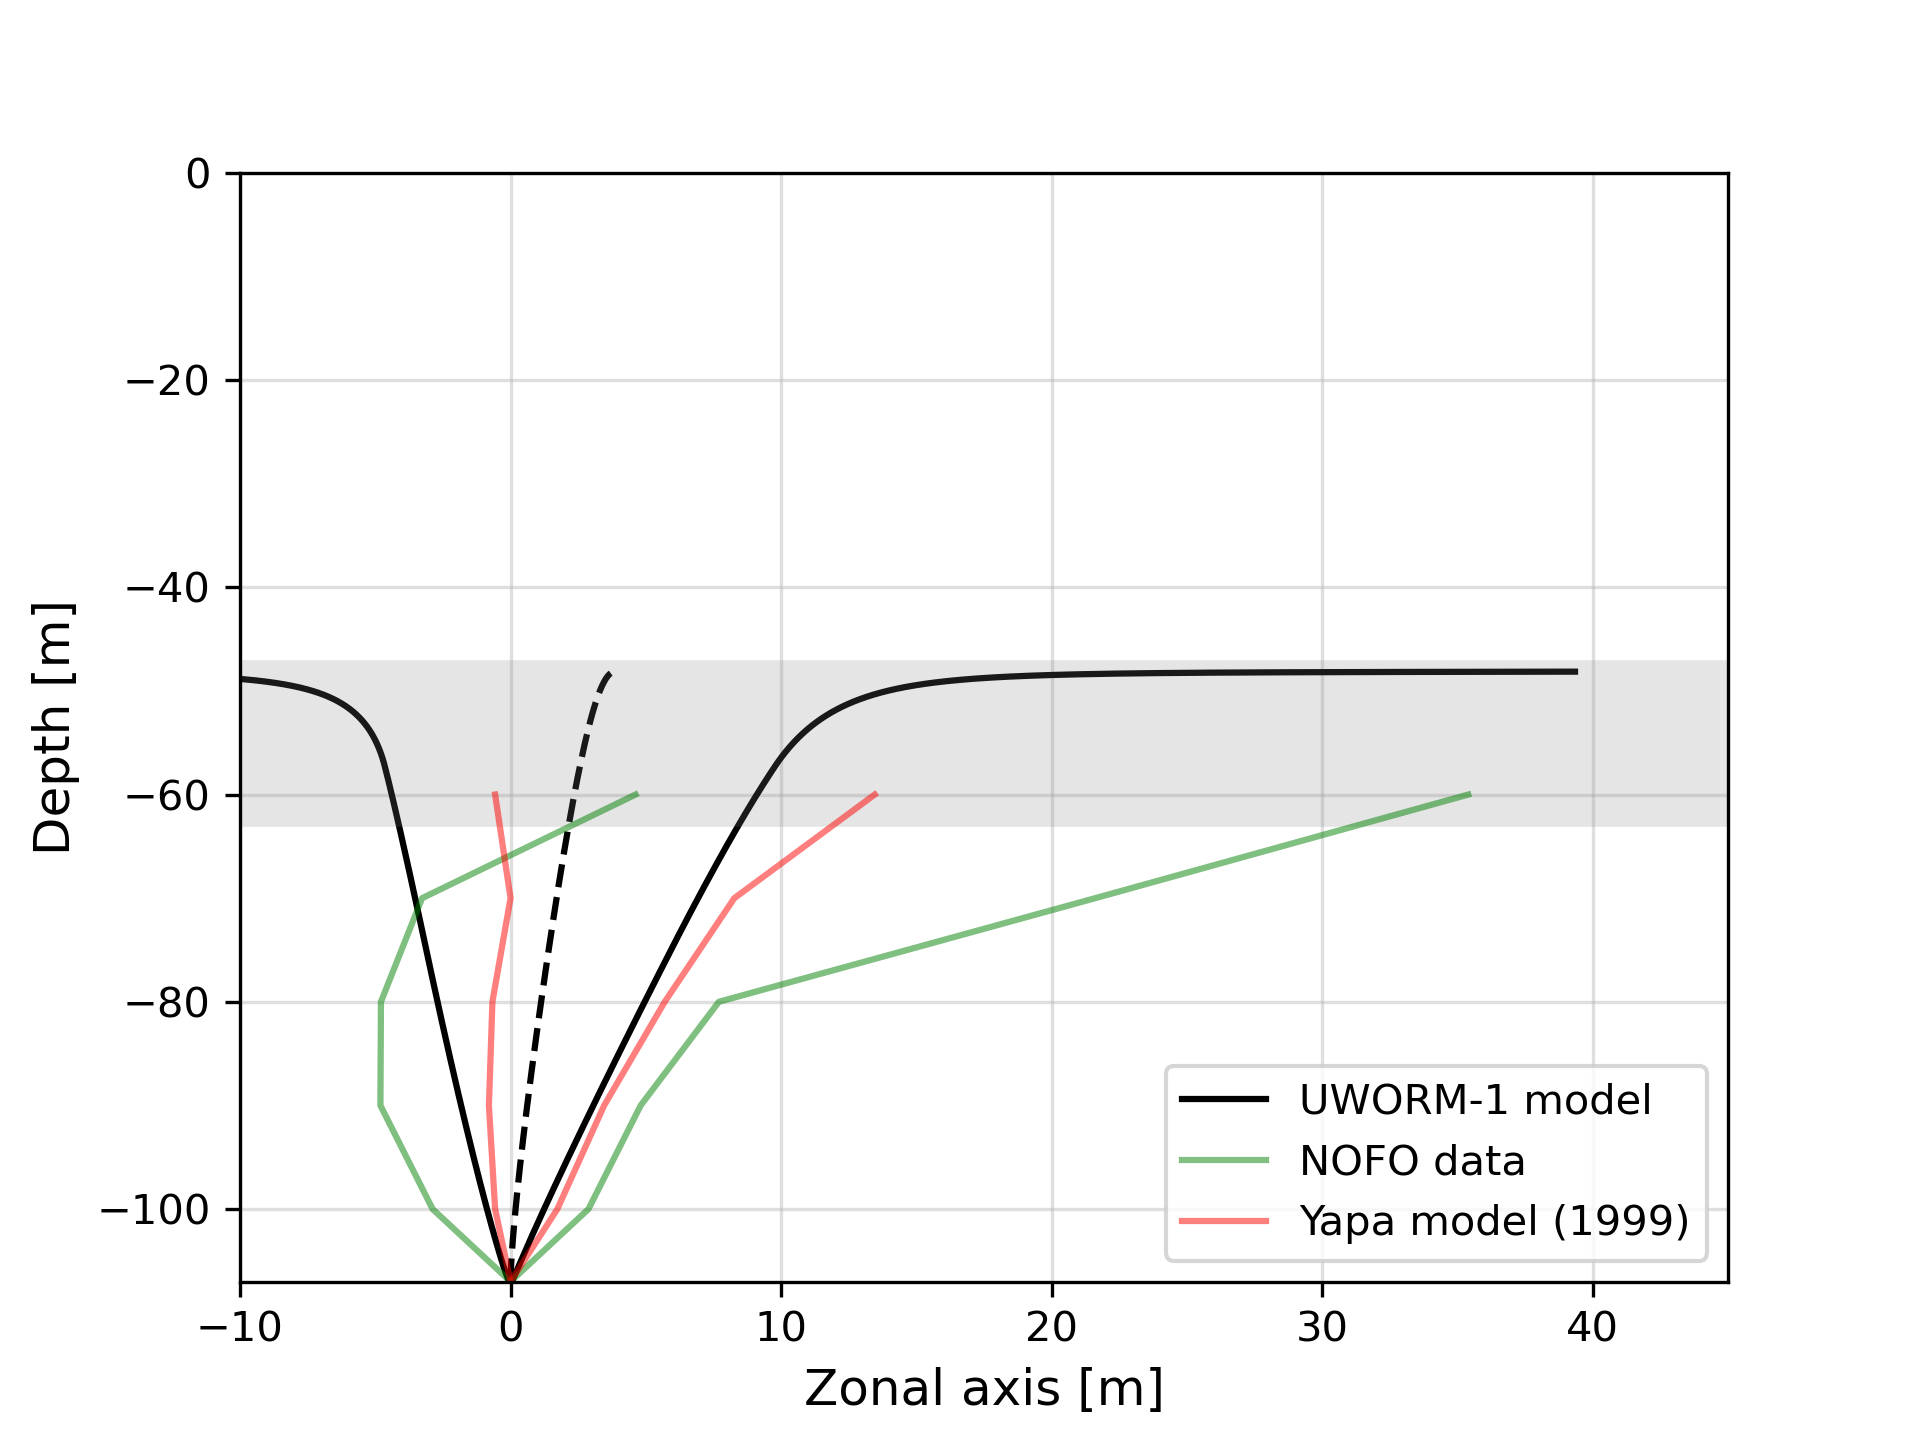 0
−20
−40
−60
−80
−100
Depth [m]
−10 0 10 20 30 40
Zonal axis [m]
UWORM-1 model
NOFO data
Yapa model (1999)